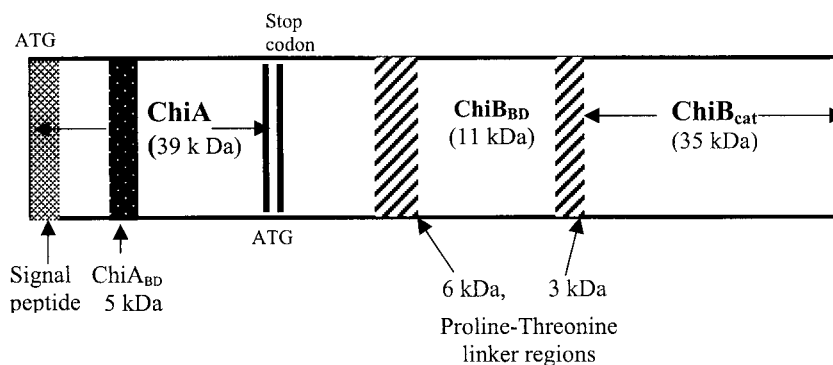 Stop
codon
ATG
ChiA
(39 k Da)
ChiB_BD
(11 kDa)
ChiB_cat
(35 kDa)
ATG
Signal
peptide
ChiA_BD
5 kDa
6 kDa,
3 kDa
Proline-Threonine
linker regions